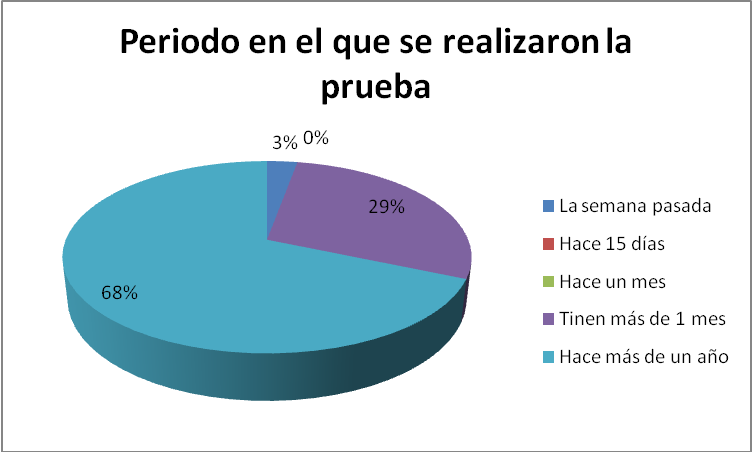 Periodo en el que se realizaron la
prueba
3%
0%
29%
68%
La semana pasada
Hace 15 días
Hace un mes
Tinen más de 1 mes
Hace más de un año